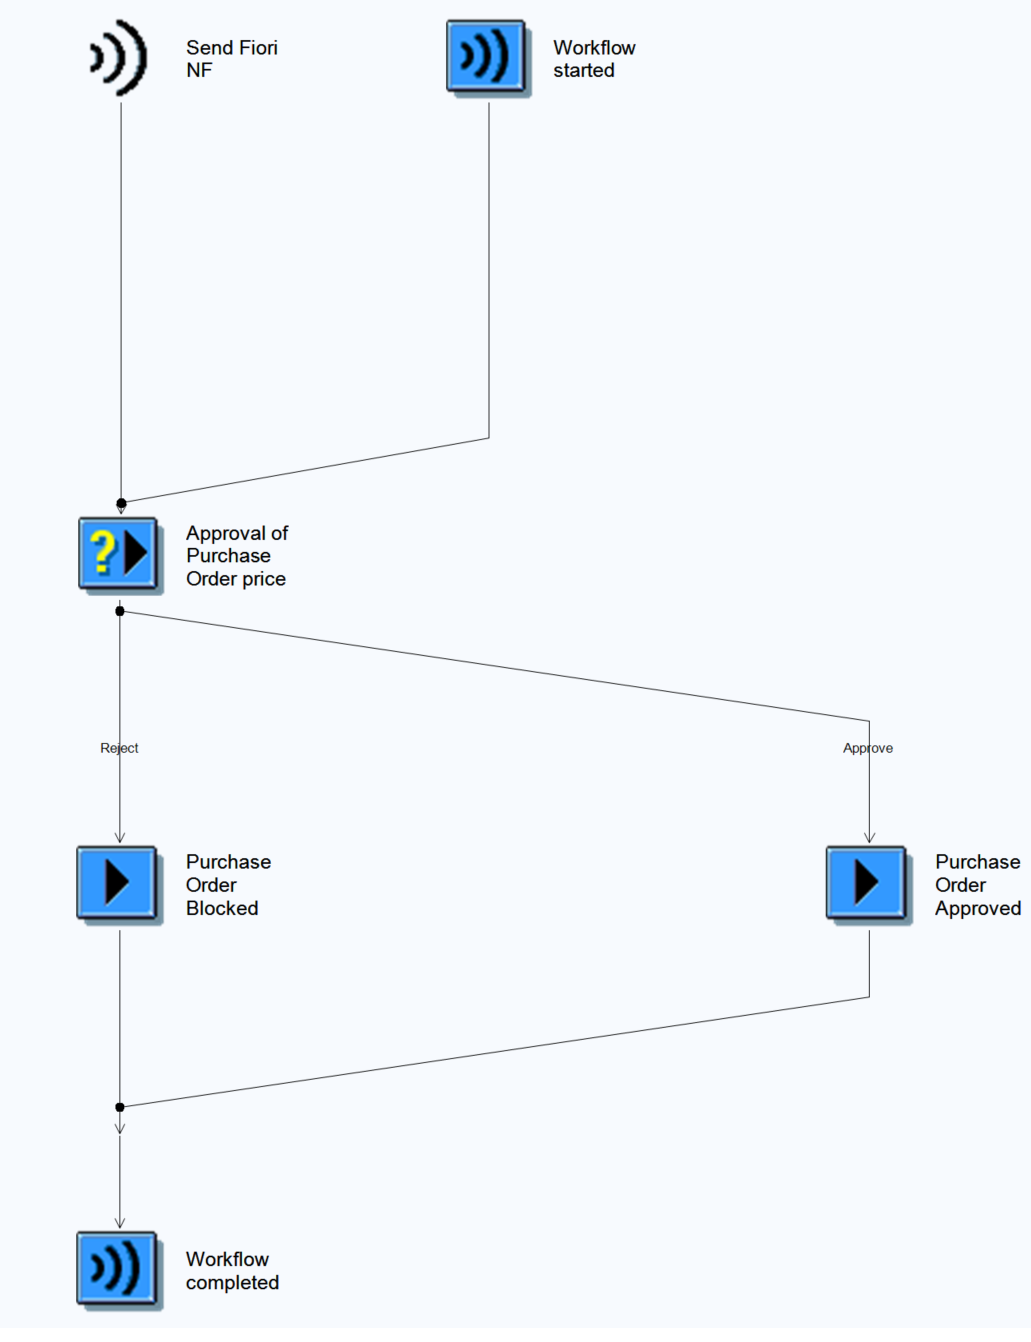 Send Fiori
NF
Workflow
started
Approval of
Purchase
Order price
Reject
Approve
Purchase
Order
Blocked
Purchase
Order
Approved
Workflow
completed